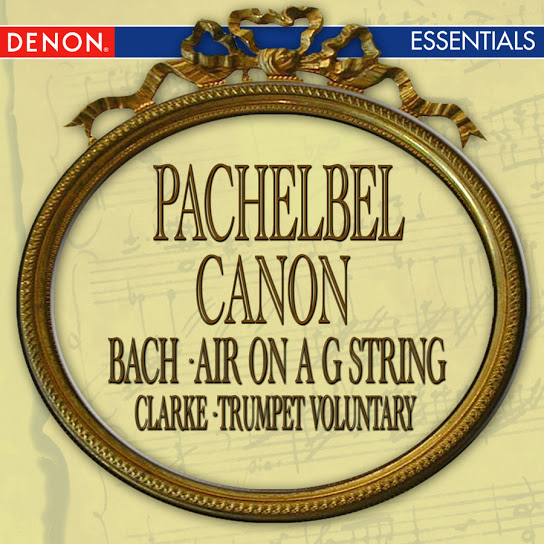 DENON® ESSENTIALS
PACHELBEL
CANON
BACH · AIR ON A G STRING
CLARKE · TRUMPET VOLUNTARY